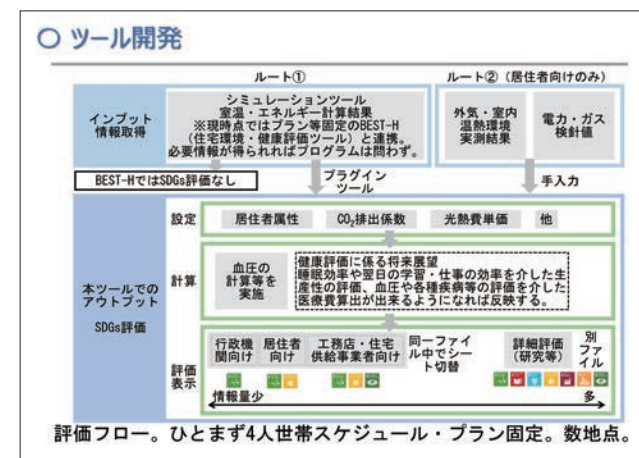 〇 ツール開発
ルート①
ルート② (居住者向けのみ)
インプット
情報取得
シミュレーションツール
室温・エネルギー計算結果
※現時点ではプラン等固定のBEST-H
(住宅環境・健康評価ツール) と連携。
必要情報が得られればプログラムは問わず。
外気・室内
温熱環境
実測結果
電力・ガス
検針値
BEST-HではSDGs評価なし
プラグイン
ツール
手入力
本ツールでの
アウトプット
SDGs評価
設定
居住者属性
CO₂排出係数
光熱費単価
他
計算
血圧の
計算等を
実施
健康評価に係る将来展望
睡眠効率や翌日の学習・仕事の効率を介した生
産性の評価、血圧や各種疾病等の評価を介した
医療費算出が出来るようになれば反映する。
評価
表示
行政機
関向け
居住者
向け
工務店・住宅
供給事業者向け
同一ファイ
ル中でシー
ト切替
詳細評価
(研究等)
別
ファ
イル
情報量少
多
評価フロー。ひとまず4人世帯スケジュール・プラン固定。数地点。